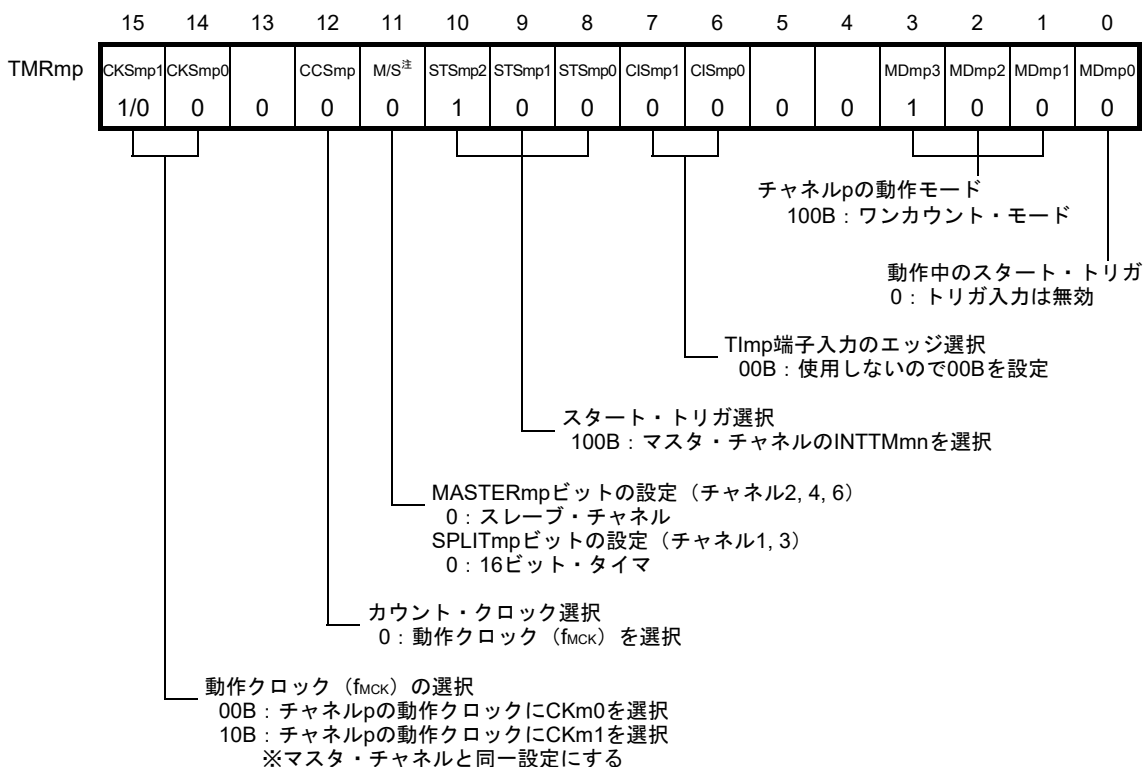 15 14 13 12 11 10 9 8 7 6 5 4 3 2 1 0
TMRmp CKSmp1 CKSmp0 CCSmp M/S注 STSmp2 STSmp1 STSmp0 CISmp1 CISmp0 MDmp3 MDmp2 MDmp1 MDmp0
1/0 0 0 0 0 1 0 0 0 0 0 0 1 0 0 0
チャネルpの動作モード
100B:ワンカウント・モード
動作中のスタート・トリガ
0:トリガ入力は無効
TImp端子入力のエッジ選択
00B:使用しないので00Bを設定
スタート・トリガ選択
100B:マスタ・チャネルのINTTMmnを選択
MASTERmpビットの設定(チャネル2, 4, 6)
0:スレーブ・チャネル
SPLITmpビットの設定(チャネル1, 3)
0:16ビット・タイマ
カウント・クロック選択
0:動作クロック(fMCK)を選択
動作クロック(fMCK)の選択
00B:チャネルpの動作クロックにCKm0を選択
10B:チャネルpの動作クロックにCKm1を選択
※マスタ・チャネルと同一設定にする